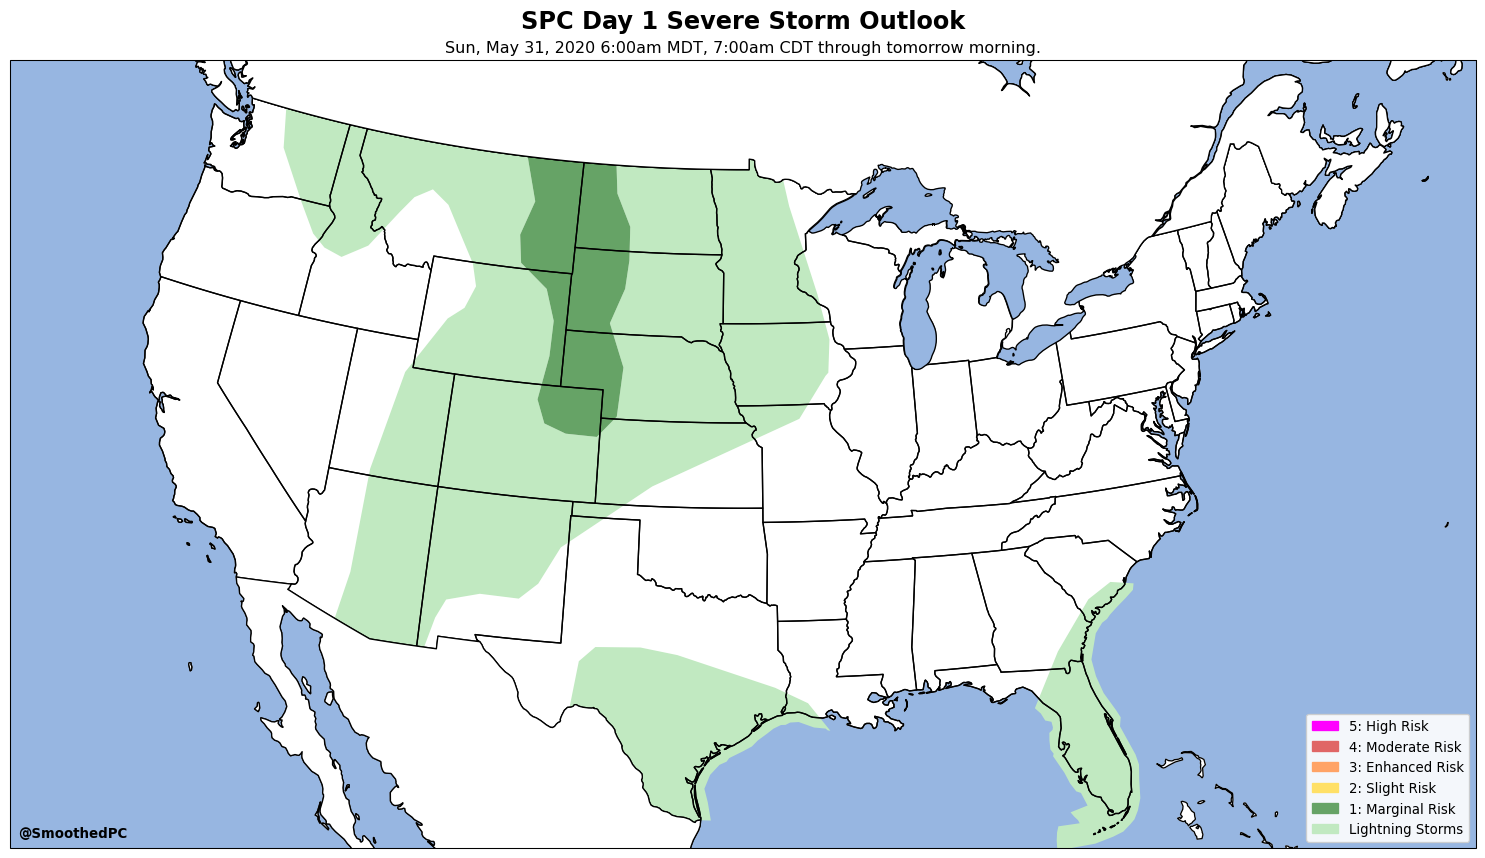 SPC Day 1 Severe Storm Outlook
Sun, May 31, 2020 6:00am MDT, 7:00am CDT through tomorrow morning.
5: High Risk
4: Moderate Risk
3: Enhanced Risk
2: Slight Risk
1: Marginal Risk
Lightning Storms
@SmoothedPC